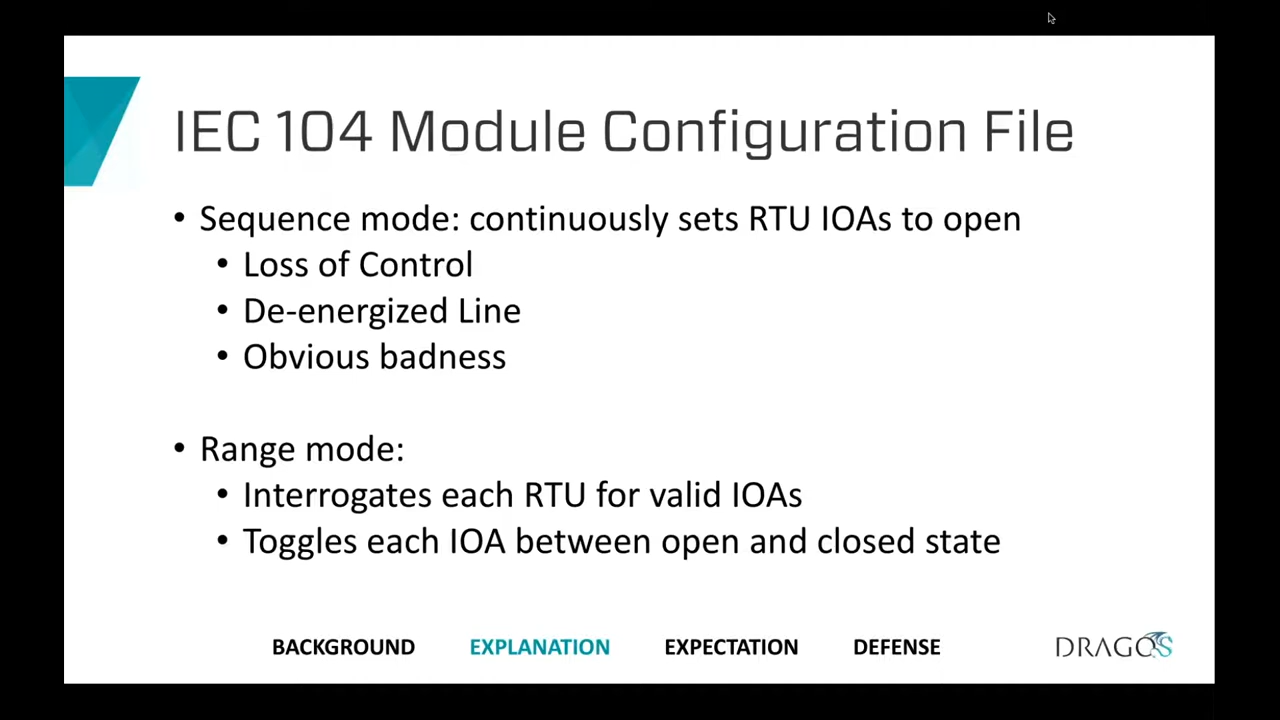 IEC 104 Module Configuration File
• Sequence mode: continuously sets RTU IOAs to open
• Loss of Control
• De-energized Line
• Obvious badness
• Range mode:
• Interrogates each RTU for valid IOAs
• Toggles each IOA between open and closed state
BACKGROUND EXPLANATION EXPECTATION DEFENSE DRAGOS